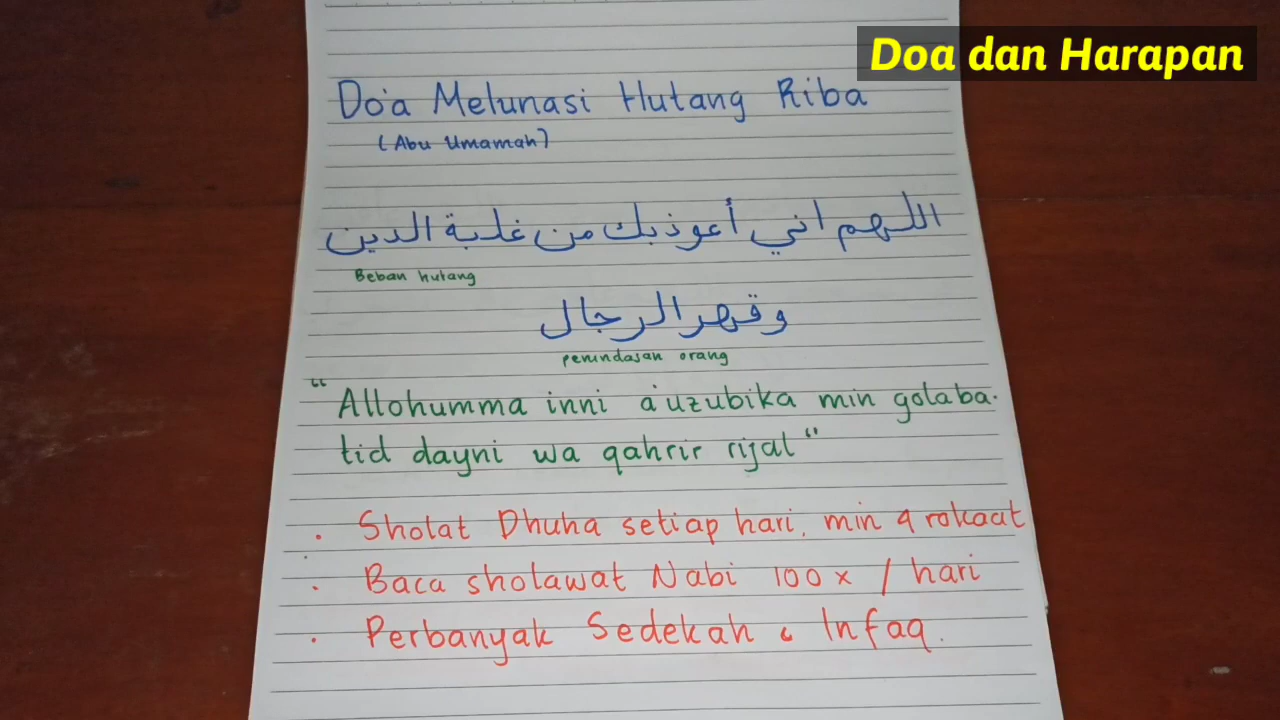 Doa dan Harapan
Do'a Melunasi Hutang Riba
(Abu Umamah)
اللهم اني أعوذبك من غلبة الدين
Beban hutang
وقهر الرجال
penindasan orang
"Allohumma inni a'uzubika min golaba.
tid dayni wa qahrir rijal"
. Sholat Dhuha setiap hari, min 4 rokaat
. Baca sholawat Nabi 100x / hari
. Perbanyak Sedekah & Infaq.